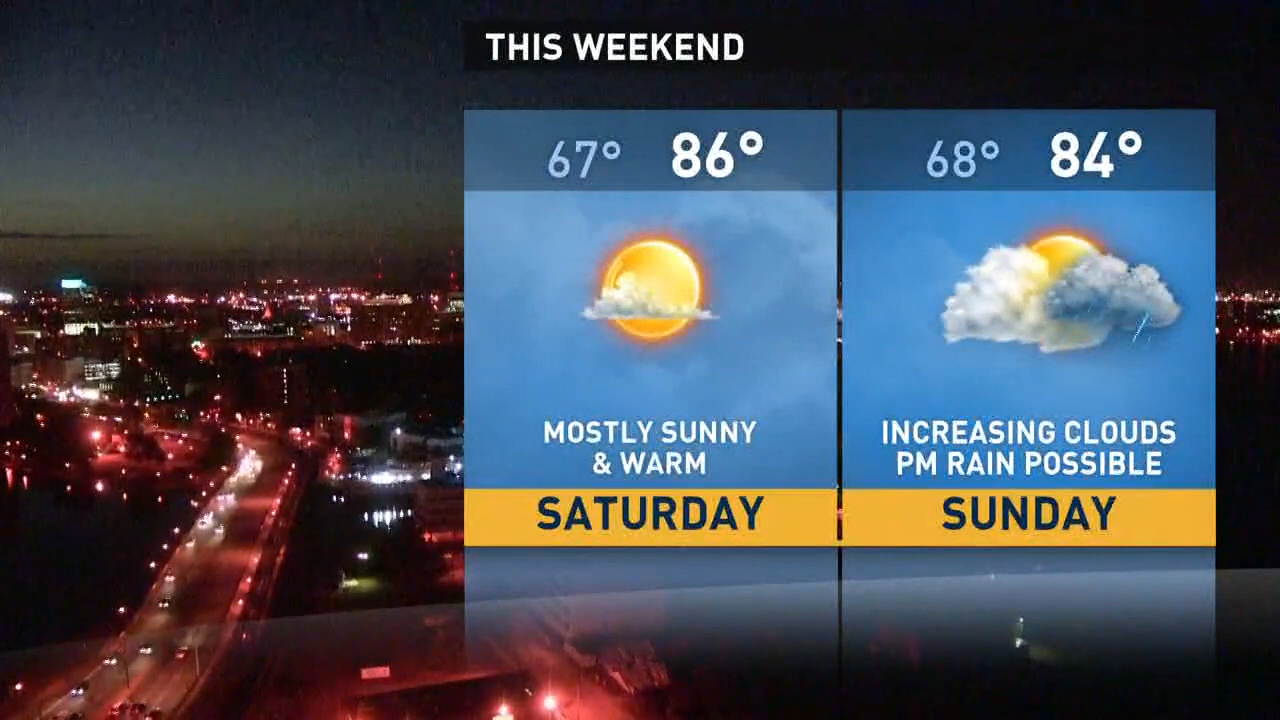 THIS WEEKEND
67° 86°
MOSTLY SUNNY
& WARM
SATURDAY
68° 84°
INCREASING CLOUDS
PM RAIN POSSIBLE
SUNDAY